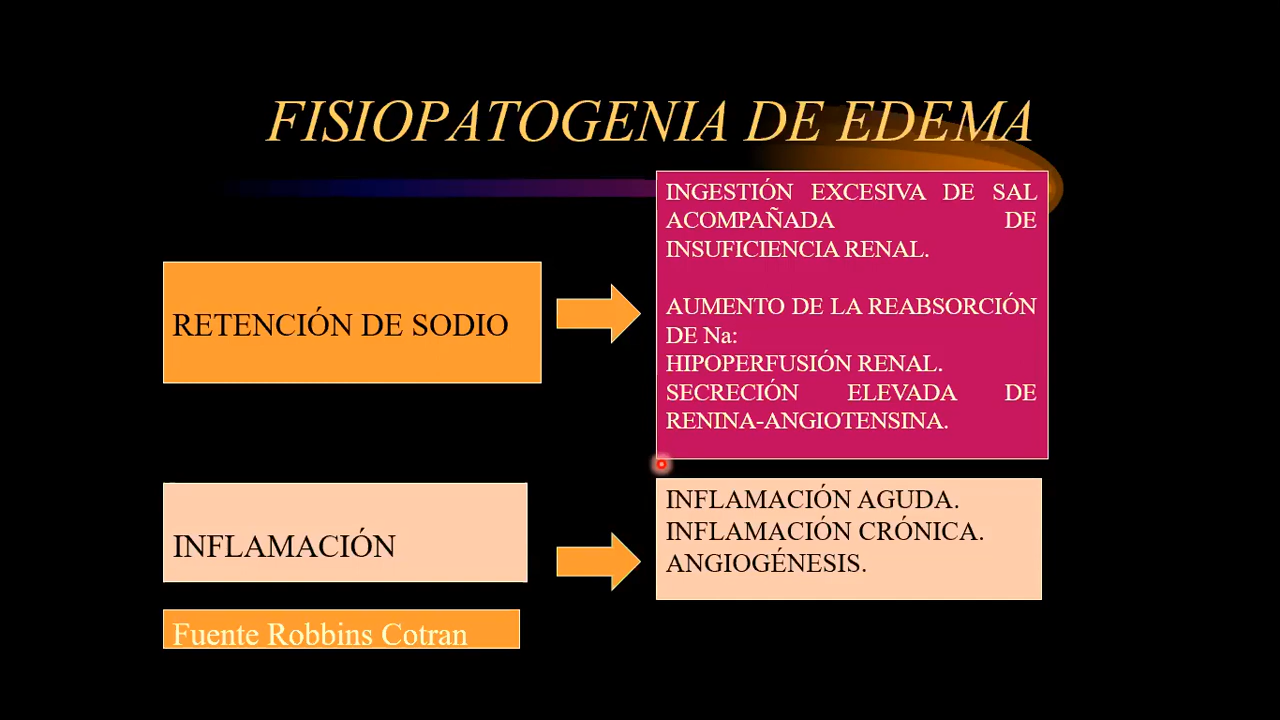 FISIOPATOGENIA DE EDEMA
RETENCIÓN DE SODIO
INGESTIÓN EXCESIVA DE SAL
ACOMPAÑADA DE
INSUFICIENCIA RENAL.
AUMENTO DE LA REABSORCIÓN
DE Na:
HIPOPERFUSIÓN RENAL.
SECRECIÓN ELEVADA DE
RENINA-ANGIOTENSINA.
INFLAMACIÓN
INFLAMACIÓN AGUDA.
INFLAMACIÓN CRÓNICA.
ANGIOGÉNESIS.
Fuente Robbins Cotran